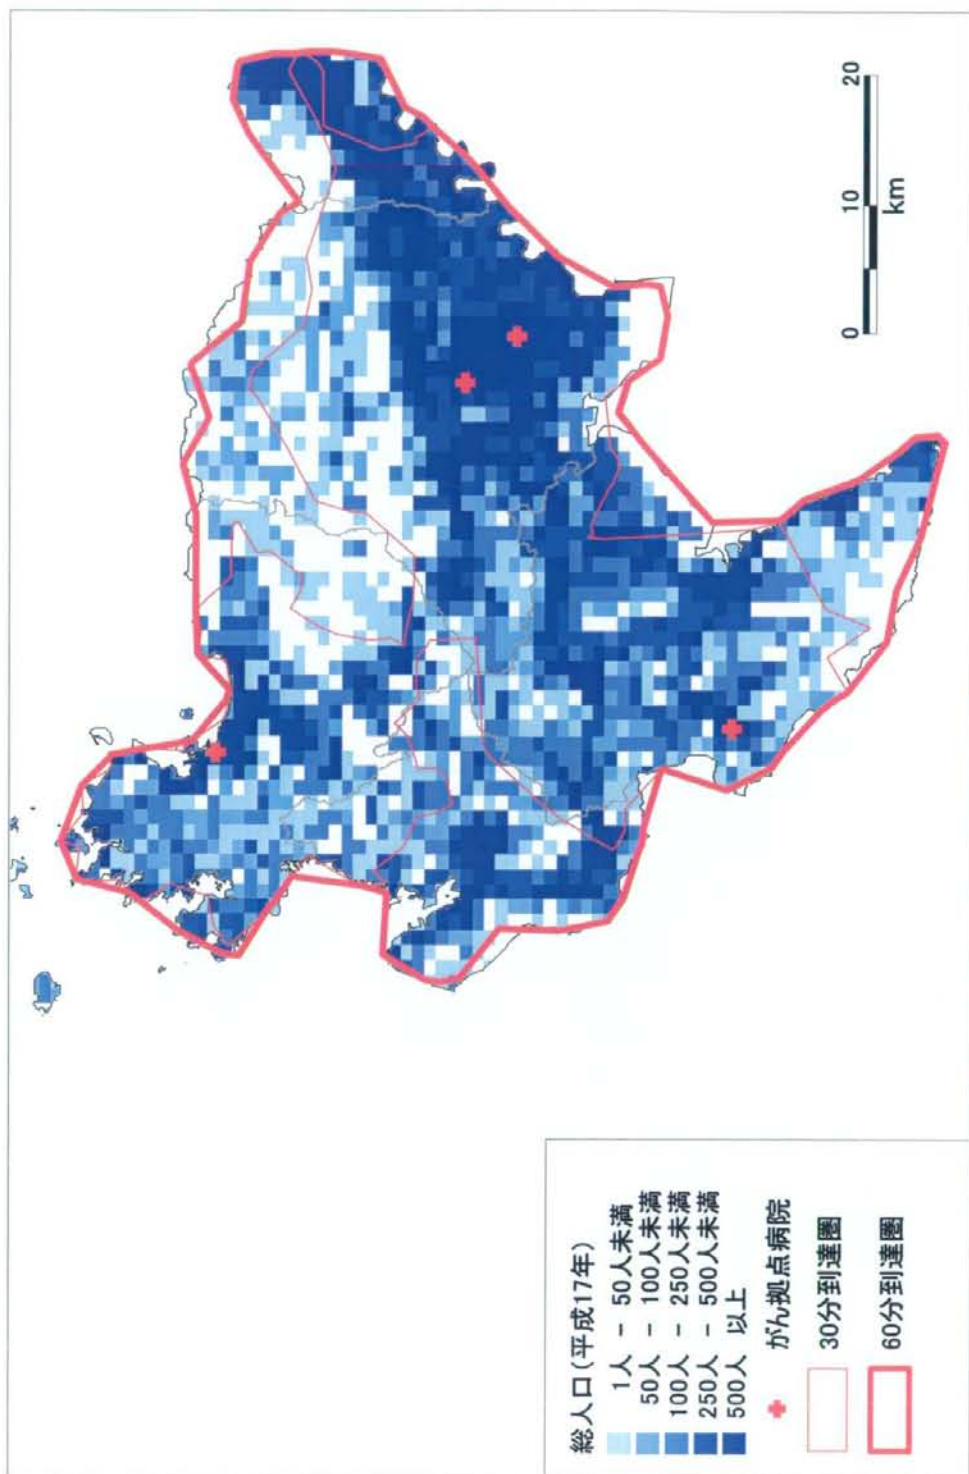 総人口(平成17年)
1人 - 50人未満
50人 - 100人未満
100人 - 250人未満
250人 - 500人未満
500人 以上
がん拠点病院
30分到達圏
60分到達圏
0 10 20
km